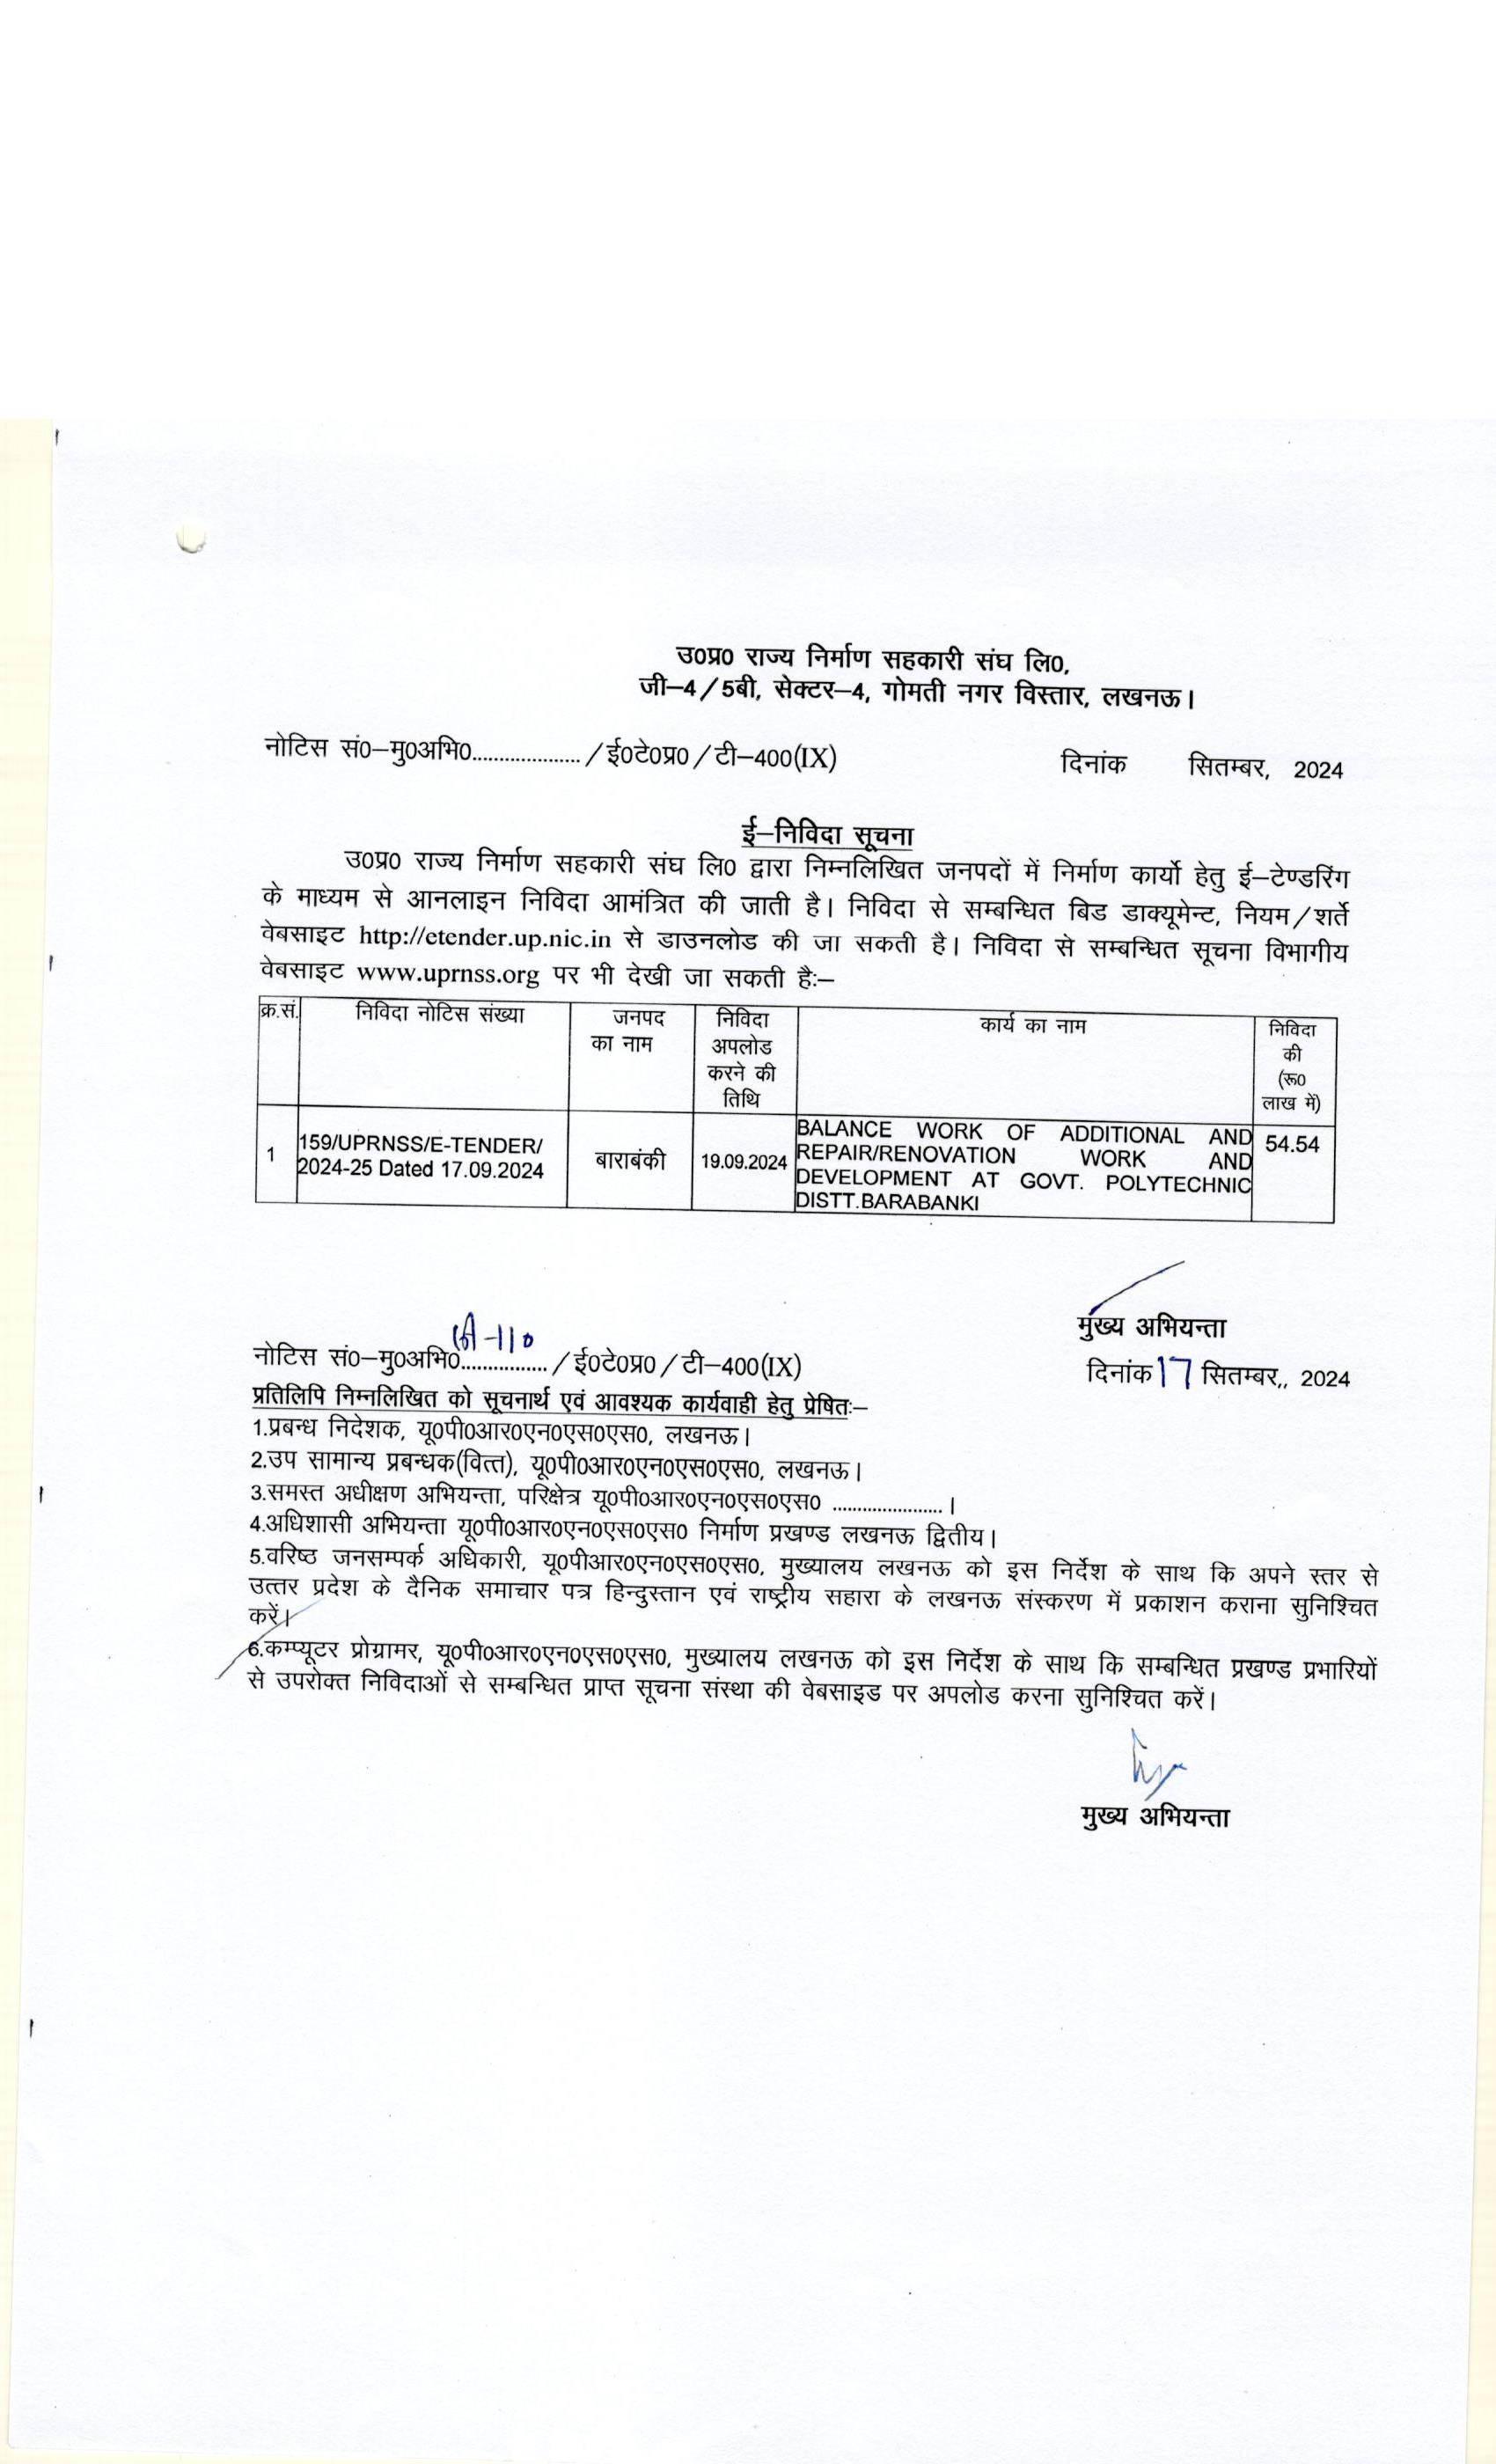 उ0प्र0 राज्य निर्माण सहकारी संघ लि0,
जी–4/5बी, सेक्टर–4, गोमती नगर विस्तार, लखनऊ।
नोटिस सं0–मु0अभि0..................../ई0टे0प्र0/टी–400(IX) दिनांक सितम्बर, 2024
ई–निविदा सूचना
उ0प्र0 राज्य निर्माण सहकारी संघ लि0 द्वारा निम्नलिखित जनपदों में निर्माण कार्यो हेतु ई–टेण्डरिंग
के माध्यम से आनलाइन निविदा आमंत्रित की जाती है। निविदा से सम्बन्धित बिड डाक्यूमेन्ट, नियम/शर्ते
वेबसाइट http://etender.up.nic.in से डाउनलोड की जा सकती है। निविदा से सम्बन्धित सूचना विभागीय
वेबसाइट www.uprnss.org पर भी देखी जा सकती हैः–
क्र.सं. निविदा नोटिस संख्या जनपद का नाम निविदा अपलोड करने की तिथि कार्य का नाम निविदा की (रू0 लाख में)
1 159/UPRNSS/E-TENDER/ 2024-25 Dated 17.09.2024 बाराबंकी 19.09.2024 BALANCE WORK OF ADDITIONAL AND
REPAIR/RENOVATION WORK AND
DEVELOPMENT AT GOVT. POLYTECHNIC
DISTT.BARABANKI 54.54
मुख्य अभियन्ता
नोटिस सं0–मु0अभि0.............../ई0टे0प्र0/टी–400(IX) दिनांक 17 सितम्बर,, 2024
प्रतिलिपि निम्नलिखित को सूचनार्थ एवं आवश्यक कार्यवाही हेतु प्रेषितः–
1.प्रबन्ध निदेशक, यू0पी0आर0एन0एस0एस0, लखनऊ।
2.उप सामान्य प्रबन्धक(वित्त), यू0पी0आर0एन0एस0एस0, लखनऊ।
3.समस्त अधीक्षण अभियन्ता, परिक्षेत्र यू0पी0आर0एन0एस0एस0 .....................।
4.अधिशासी अभियन्ता यू0पी0आर0एन0एस0एस0 निर्माण प्रखण्ड लखनऊ द्वितीय।
5.वरिष्ठ जनसम्पर्क अधिकारी, यू0पीआर0एन0एस0एस0, मुख्यालय लखनऊ को इस निर्देश के साथ कि अपने स्तर से
उत्तर प्रदेश के दैनिक समाचार पत्र हिन्दुस्तान एवं राष्ट्रीय सहारा के लखनऊ संस्करण में प्रकाशन कराना सुनिश्चित
करें।
6.कम्प्यूटर प्रोग्रामर, यू0पी0आर0एन0एस0एस0, मुख्यालय लखनऊ को इस निर्देश के साथ कि सम्बन्धित प्रखण्ड प्रभारियों
से उपरोक्त निविदाओं से सम्बन्धित प्राप्त सूचना संस्था की वेबसाइड पर अपलोड करना सुनिश्चित करें।
मुख्य अभियन्ता